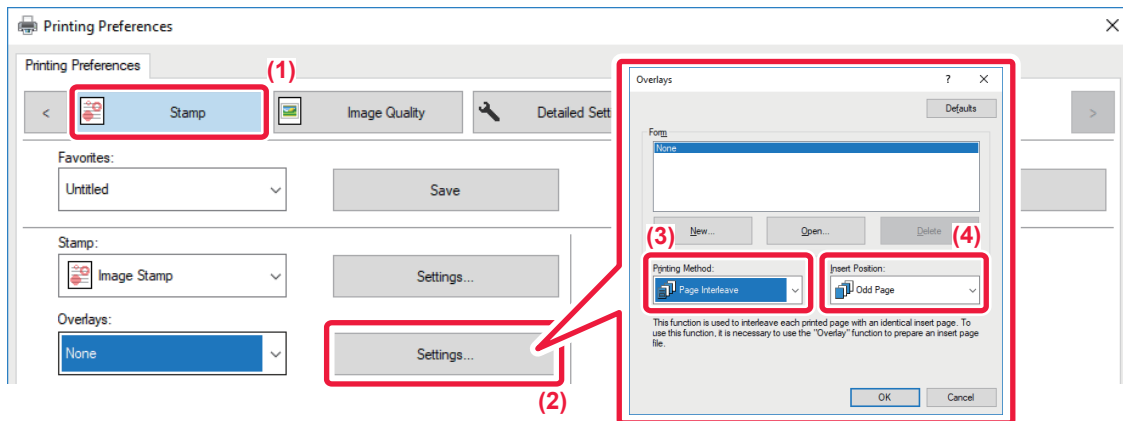 Printing Preferences
Printing Preferences
(1)
<
Stamp
Image Quality
Detailed Setti
>
Favorites:
Untitled
Save
Stamp:
Image Stamp
Settings...
Overlays:
None
Settings...
(2)
Overlays
?
Defaults
Form
None
New...
Open...
Delete
(3)
(4)
Printing Method:
Page Interleave
Insert Position:
Odd Page
This function is used to interleave each printed page with an identical insert page. To
use this function, it is necessary to use the "Overlay" function to prepare an insert page
file.
OK
Cancel